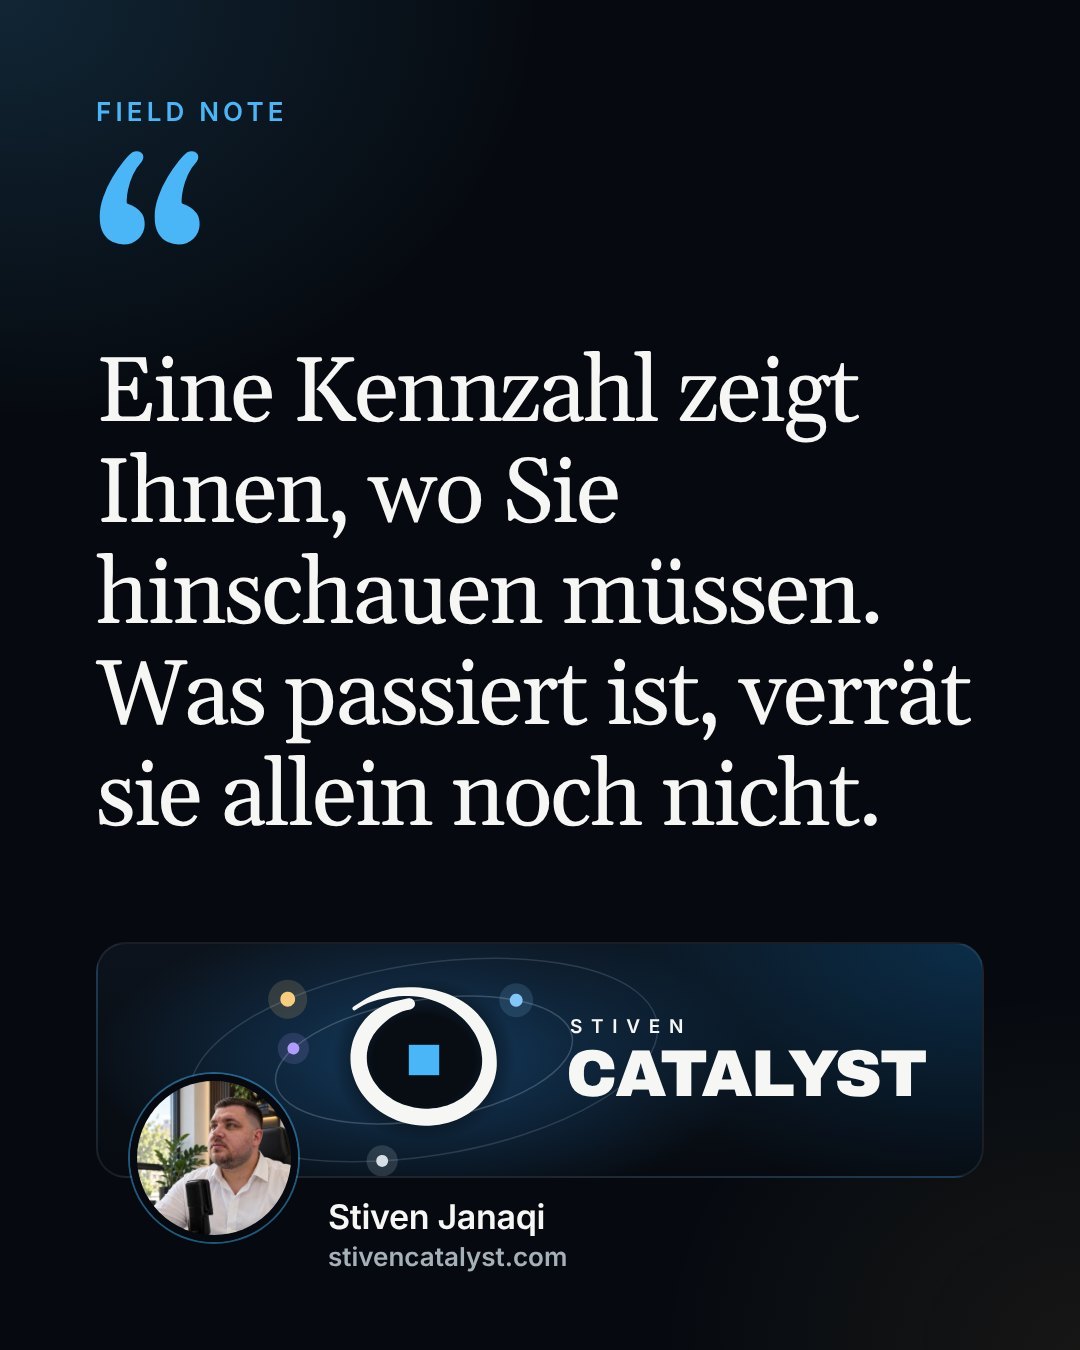 FIELD NOTE
“
Eine Kennzahl zeigt
Ihnen, wo Sie
hinschauen müssen.
Was passiert ist, verrät
sie allein noch nicht.
STIVEN
CATALYST
Stiven Janaqi
stivencatalyst.com